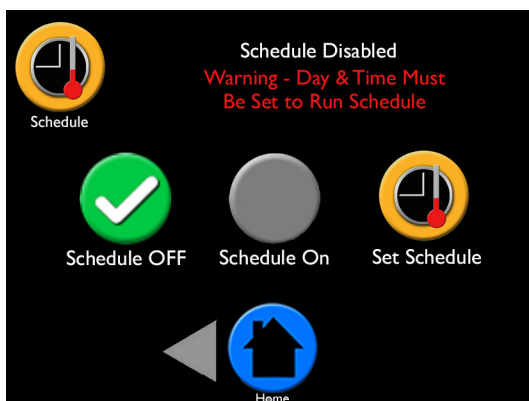 Schedule Disabled
Warning - Day & Time Must
Be Set to Run Schedule
Schedule
Schedule OFF
Schedule On
Set Schedule
Home